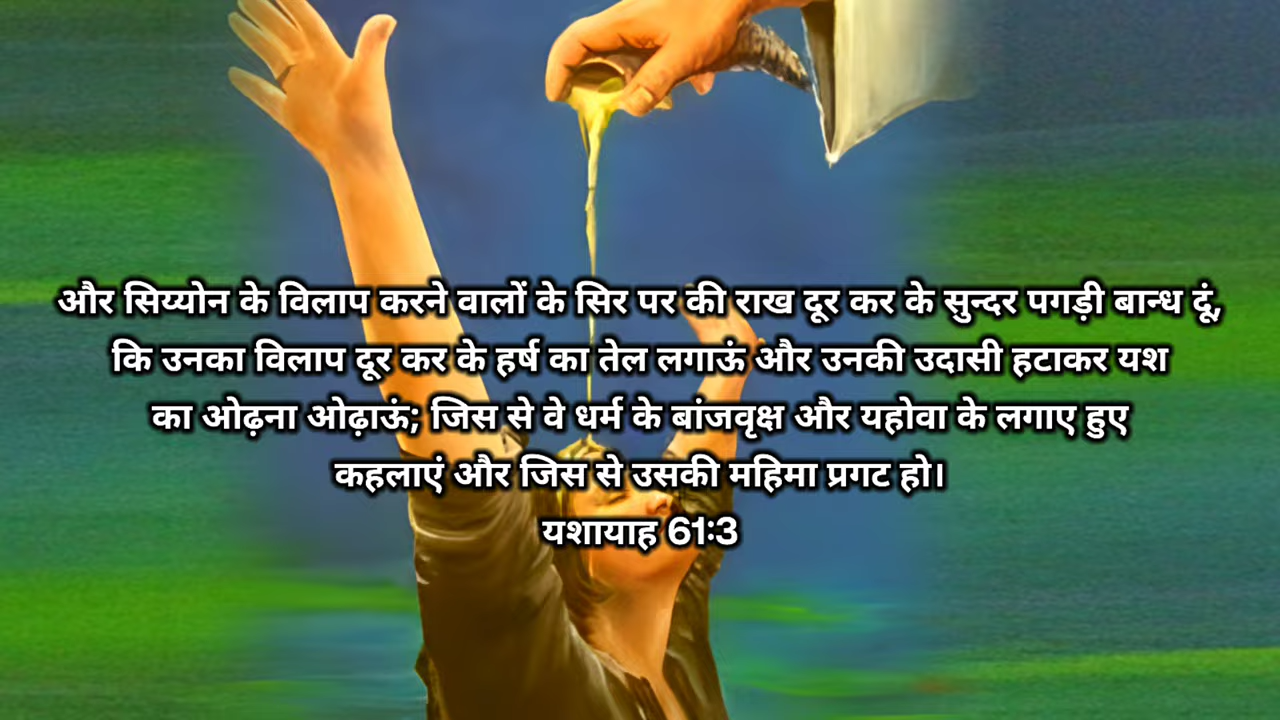 और सिय्योन के विलाप करने वालों के सिर पर की राख दूर कर के सुन्दर पगड़ी बान्ध दूं,
कि उनका विलाप दूर कर के हर्ष का तेल लगाऊं और उनकी उदासी हटाकर यश
का ओढ़ना ओढ़ाऊं; जिस से वे धर्म के बांजवृक्ष और यहोवा के लगाए हुए
कहलाएं और जिस से उसकी महिमा प्रगट हो।
यशायाह 61:3